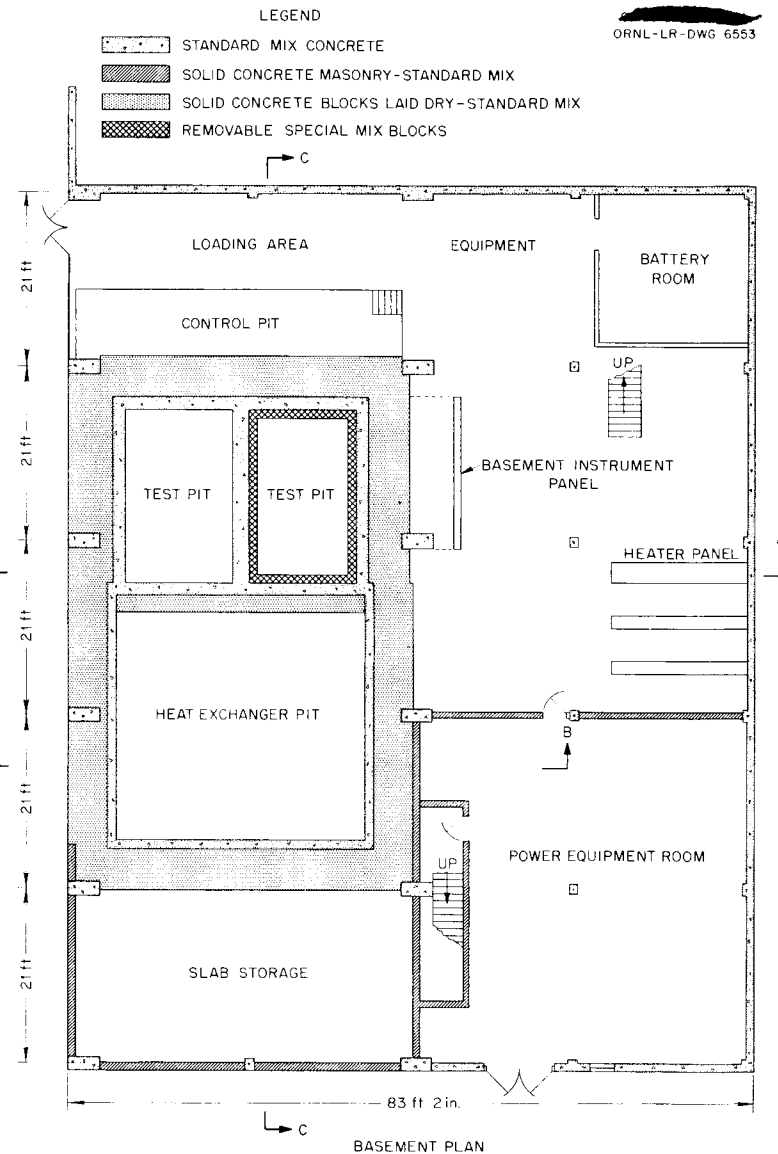 LEGEND
STANDARD MIX CONCRETE
SOLID CONCRETE MASONRY-STANDARD MIX
SOLID CONCRETE BLOCKS LAID DRY-STANDARD MIX
REMOVABLE SPECIAL MIX BLOCKS
ORNL-LR-DWG 6553
C
LOADING AREA
EQUIPMENT
BATTERY
ROOM
21 ft
CONTROL PIT
UP
21 ft
TEST PIT
TEST PIT
BASEMENT INSTRUMENT
PANEL
HEATER PANEL
21 ft
HEAT EXCHANGER PIT
B
21 ft
UP
POWER EQUIPMENT ROOM
21 ft
SLAB STORAGE
83 ft 2 in.
C
BASEMENT PLAN